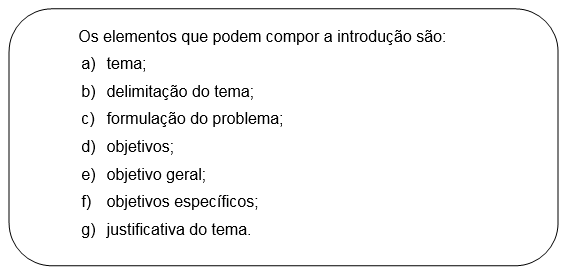 Os elementos que podem compor a introdução são:
a) tema;
b) delimitação do tema;
c) formulação do problema;
d) objetivos;
e) objetivo geral;
f) objetivos específicos;
g) justificativa do tema.